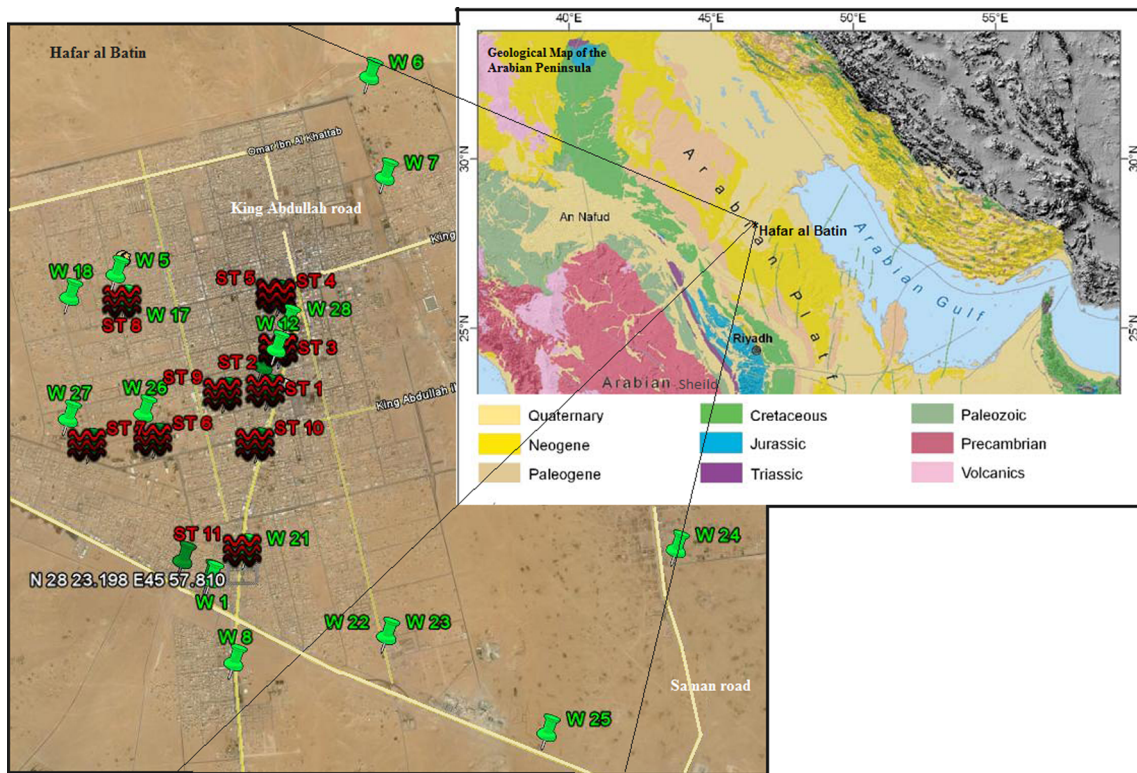 Hafar al Batin
W 6
Omar Ibn Al Khattab
W 7
King Abdullah road
King
W 5
W 18
ST 5
ST 4
W 17
W 28
ST 8
W 12
ST 3
ST 2
ST 9
ST 1
W 27
W 26
King Abdullah
ST 6
ST 10
ST 11
W 21
N 28 23.198 E45 57.810
W 1
W 22
W 23
W 8
W 24
W 25
Saman road
40°E
45°E
50°E
55°E
Geological Map of the
Arabian Peninsula
30°N
30°N
Arabian Platf
An Nafud
Hafar al Batin
Arabian Gulf
25°N
25°N
Riyadh
Arabian Sheild
Quaternary
Cretaceous
Paleozoic
Neogene
Jurassic
Precambrian
Paleogene
Triassic
Volcanics